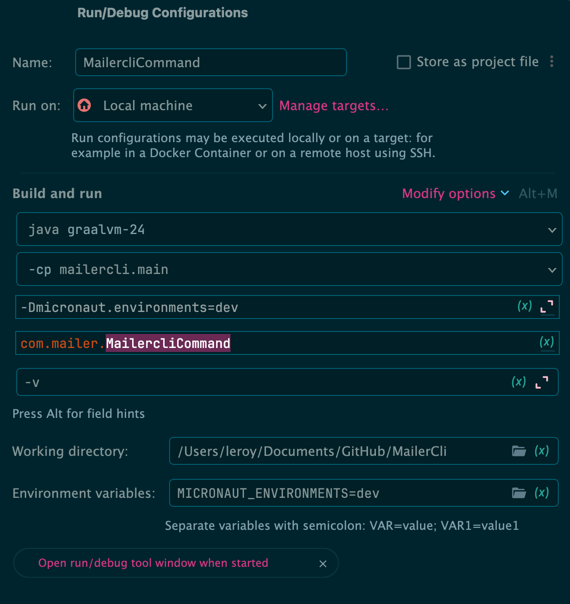 Run/Debug Configurations
Name: MailercliCommand Store as project file
Run on: Local machine Manage targets...
Run configurations may be executed locally or on a target: for
example in a Docker Container or on a remote host using SSH.
Build and run Modify options Alt+M
java graalvm-24
-cp mailercli.main
-Dmicronaut.environments=dev (x)
com.mailer.MailercliCommand (x)
-v (x)
Press Alt for field hints
Working directory: /Users/leroy/Documents/GitHub/MailerCli (x)
Environment variables: MICRONAUT_ENVIRONMENTS=dev (x)
Separate variables with semicolon: VAR=value; VAR1=value1
Open run/debug tool window when started ×